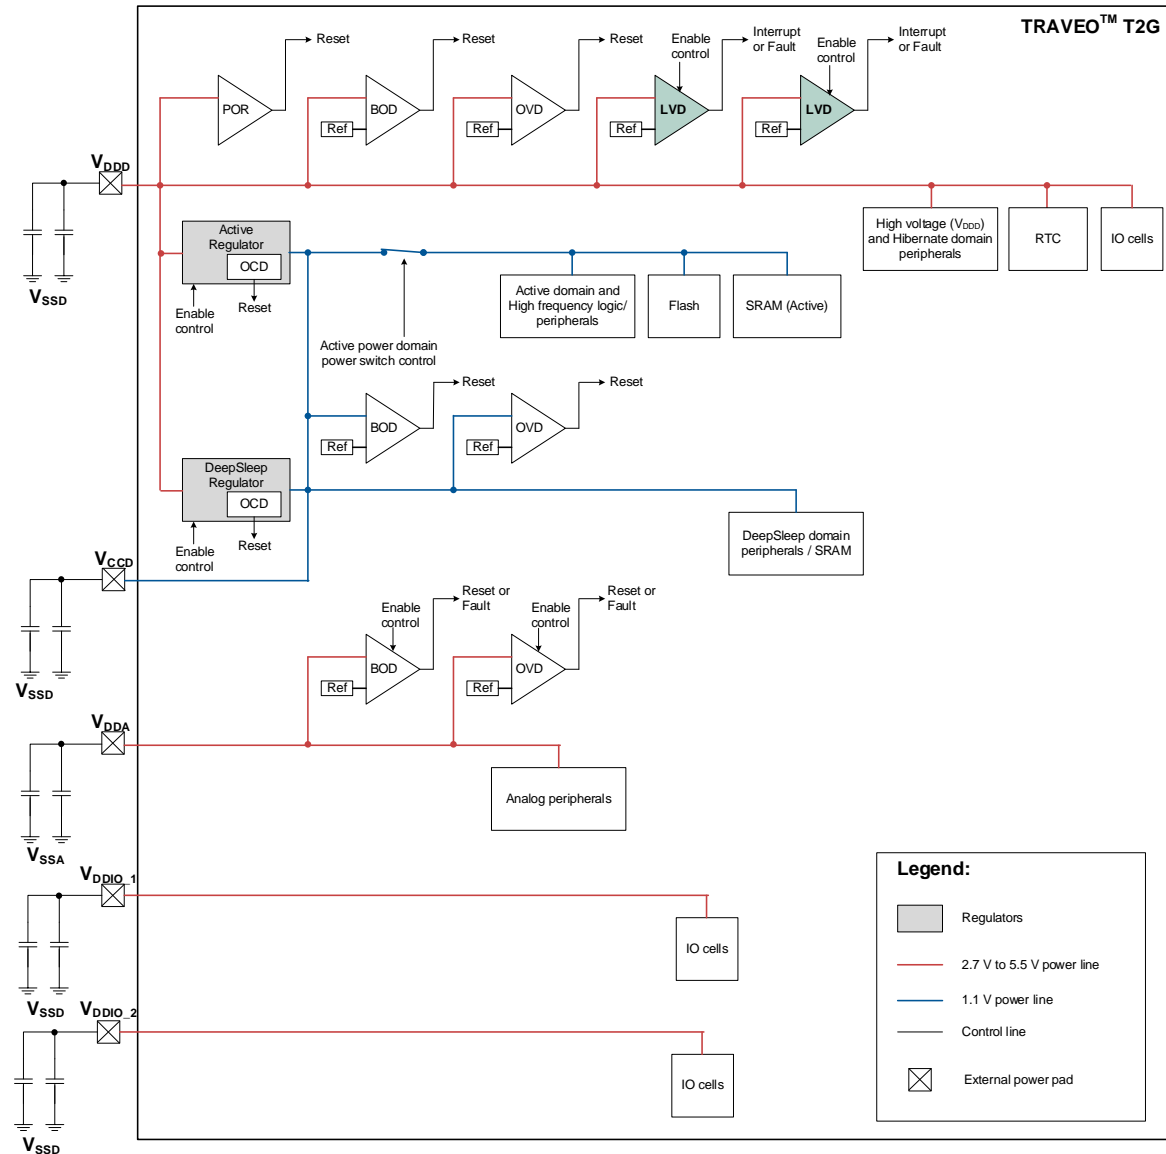 TRAVEO™ T2G
Reset
Reset
Reset
Enable
control
Interrupt
or Fault
Enable
control
Interrupt
or Fault
POR
BOD
OVD
LVD
LVD
Ref
Ref
Ref
Ref
VDDD
VSSD
Active
Regulator
OCD
Enable
control
Reset
High voltage (VDDD)
and Hibernate domain
peripherals
RTC
IO cells
Active domain and
High frequency logic/
peripherals
Flash
SRAM (Active)
Active power domain
power switch control
Reset
Reset
BOD
OVD
Ref
Ref
DeepSleep
Regulator
OCD
Enable
control
Reset
DeepSleep domain
peripherals / SRAM
VCCD
VSSD
Enable
control
Reset or
Fault
Enable
control
Reset or
Fault
BOD
OVD
Ref
Ref
VDDA
VSSA
Analog peripherals
VDDIO_1
VSSD
IO cells
VDDIO_2
VSSD
IO cells
Legend:
Regulators
2.7 V to 5.5 V power line
1.1 V power line
Control line
External power pad